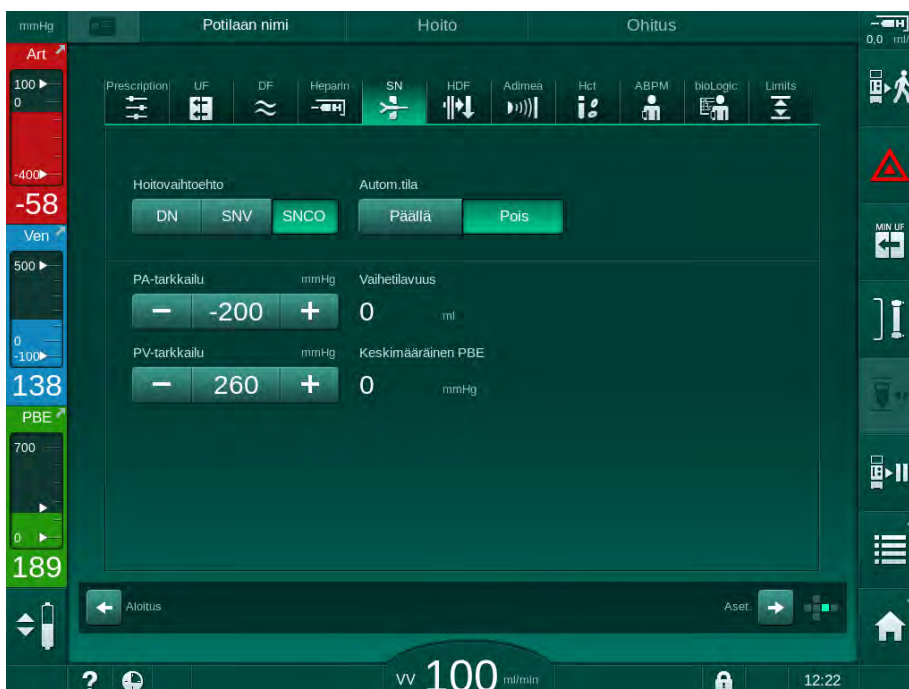 mmHg Potilaan nimi Hoito Ohitus
0,0 ml/
Art
100
0
-400
-58
Ven
500
0
-100
138
PBE
700
0
189
Prescription UF DF Heparin SN HDF Adimea Hct ABPM bioLogic Limits
Hoitovaihtoehto Autom.tila
DN SNV SNCO Päällä Pois
PA-tarkkailu mmHg Vaihetilavuus
− -200 + 0 ml
PV-tarkkailu mmHg Keskimääräinen PBE
− 260 + 0 mmHg
MIN UF
Aloitus Aset.
? VV 100 ml/min 12:22